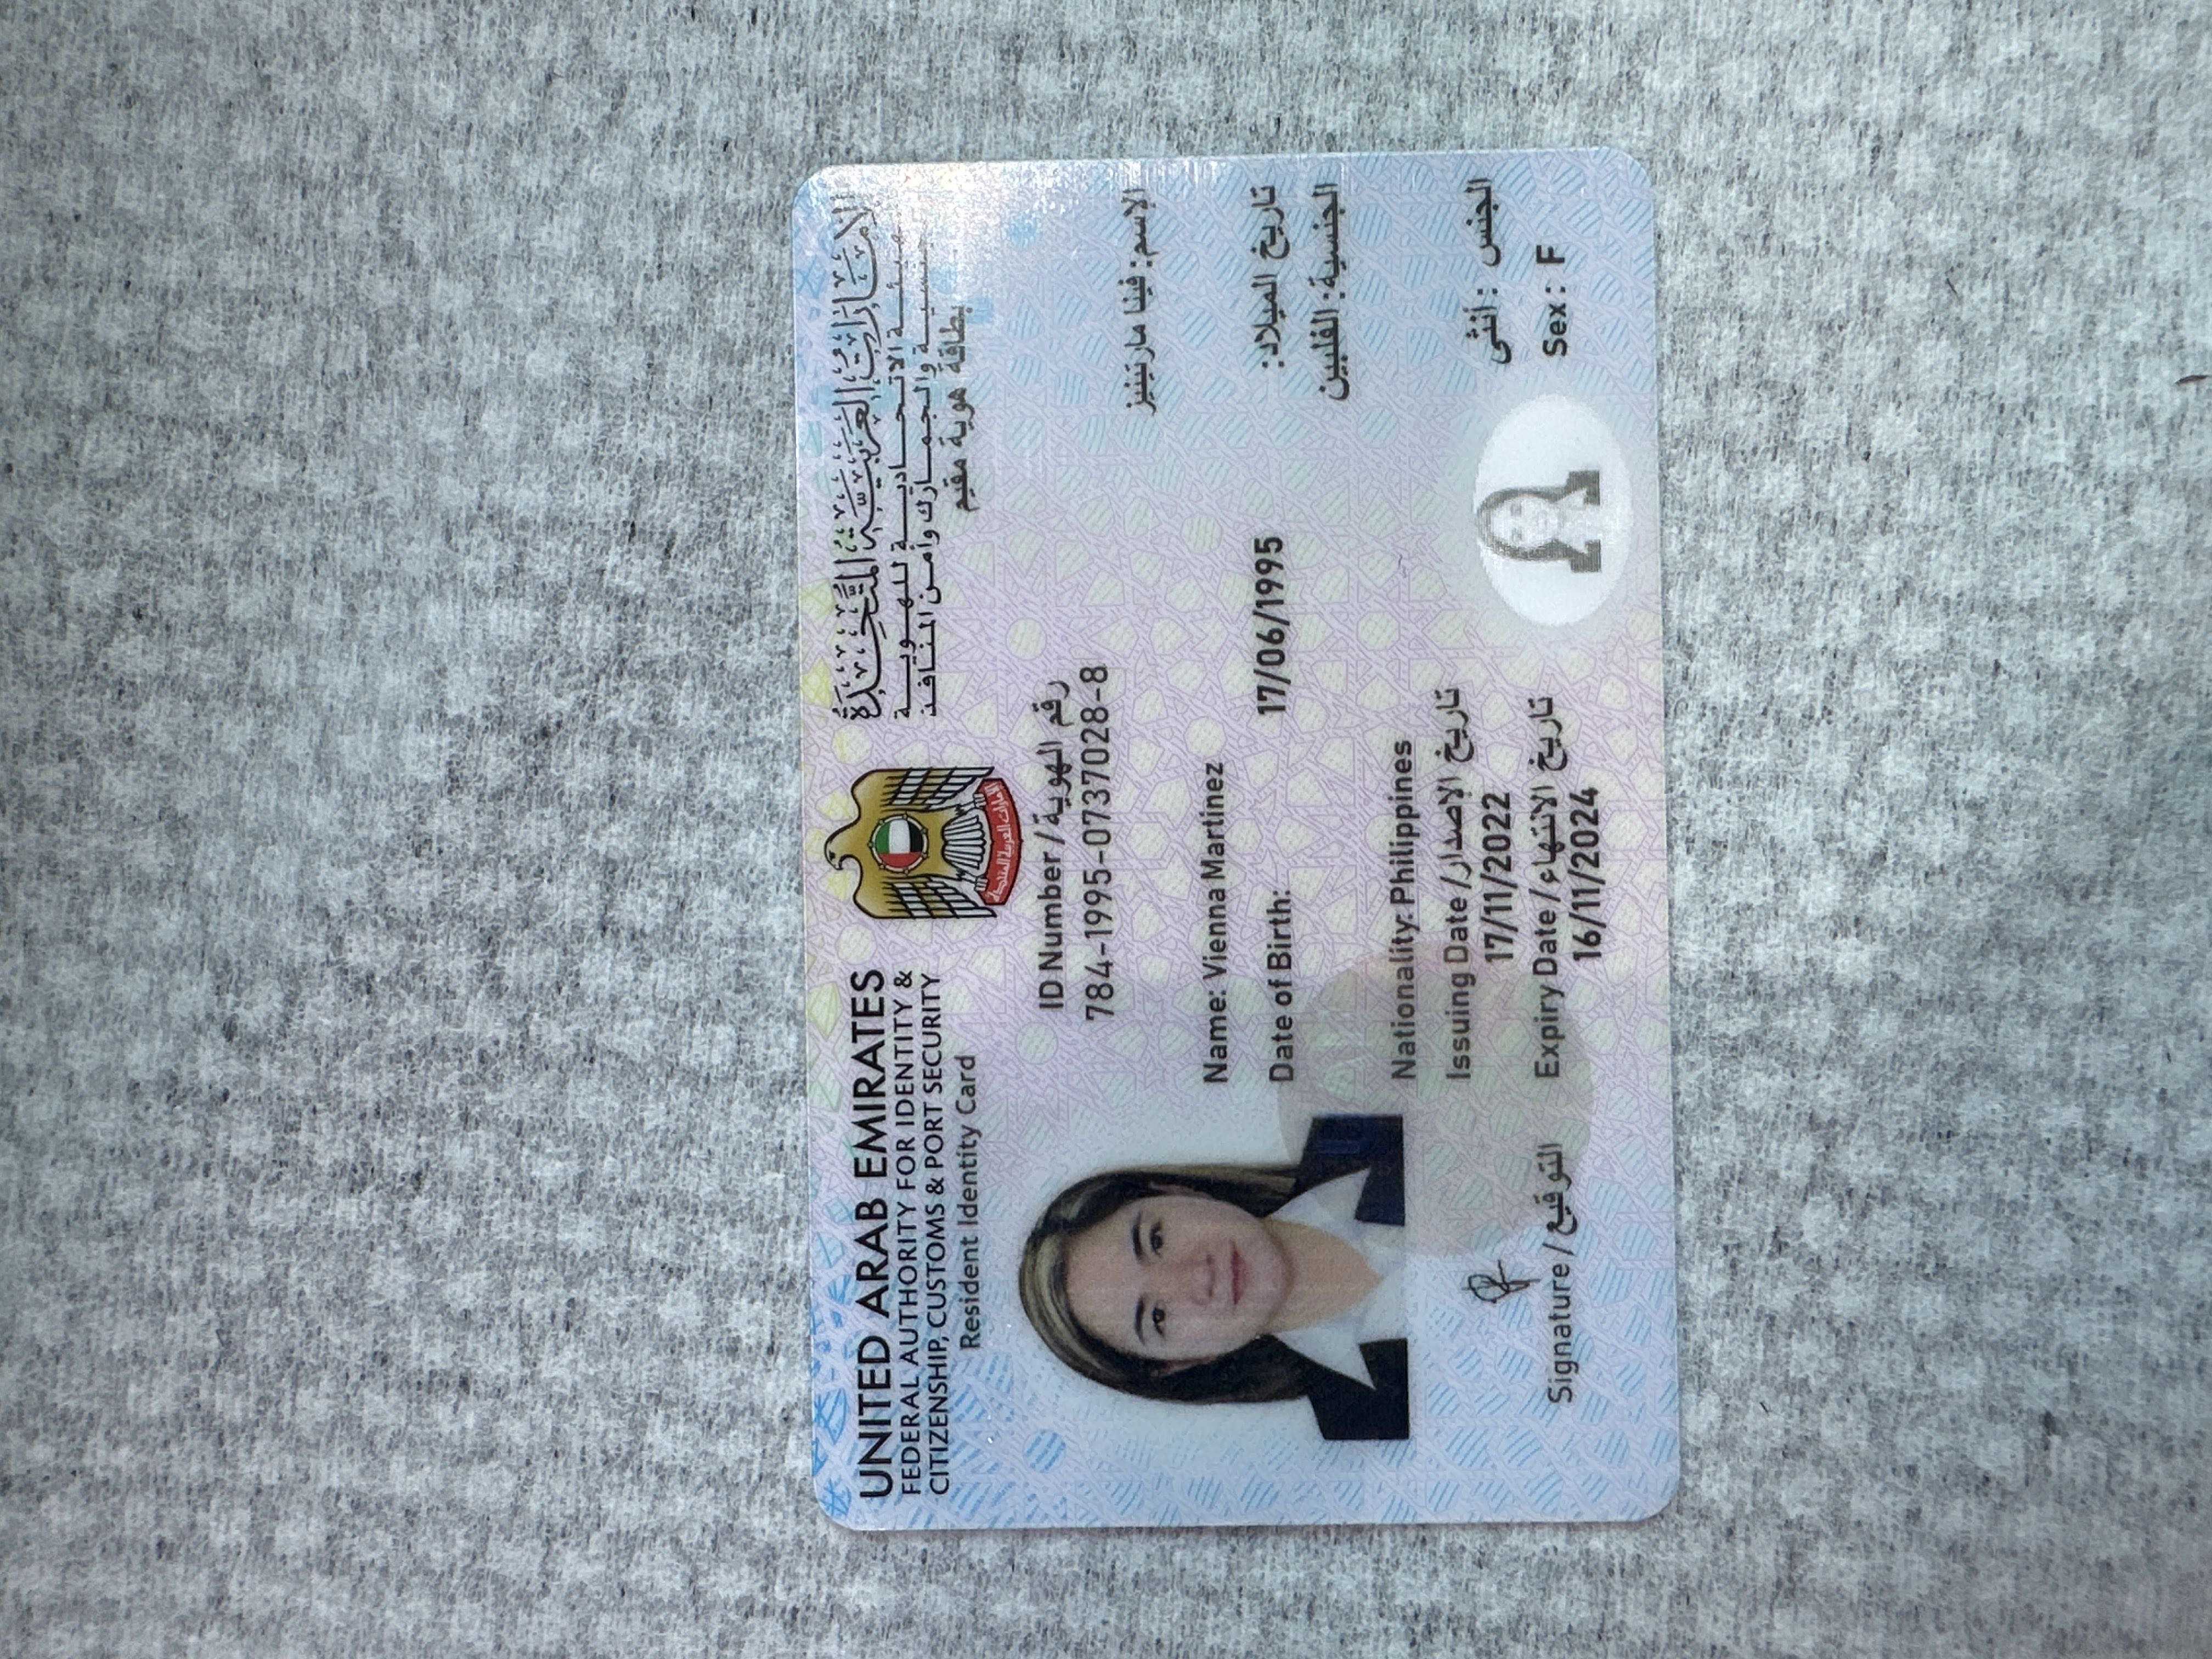 UNITED ARAB EMIRATES
FEDERAL AUTHORITY FOR IDENTITY &
CITIZENSHIP, CUSTOMS & PORT SECURITY
Resident Identity Card
الإمارات العربية المتحدة
الهيئة الاتحادية للهوية
والجمارك وأمن المنافذ
بطاقة هوية مقيم
الإمارات العربية المتحدة
ID Number / رقم الهوية
784-1995-0737028-8
الإسم: فينا مارتينيز
Name: Vienna Martinez
Date of Birth: 17/06/1995 تاريخ الميلاد:
الجنسية: الفلبين
Nationality: Philippines
Issuing Date / تاريخ الإصدار
17/11/2022
الجنس : أنثى
Expiry Date / تاريخ الانتهاء
16/11/2024
Sex : F
Signature / التوقيع